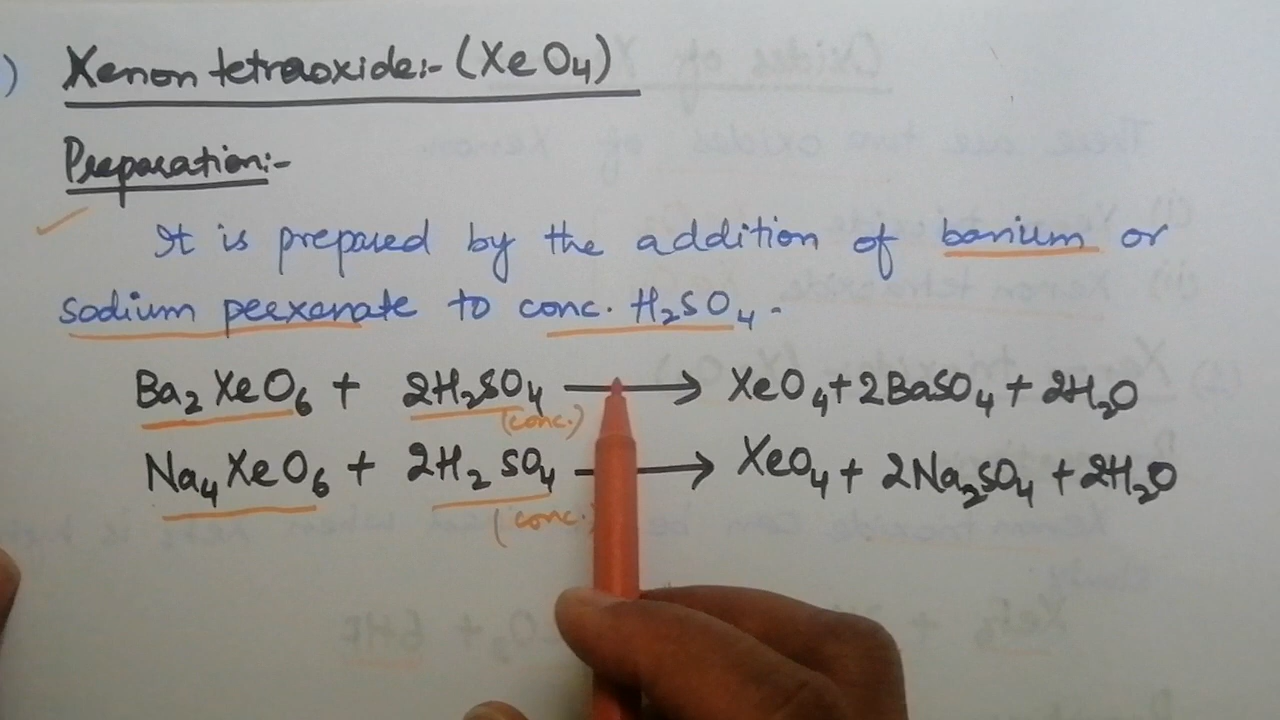 ) Xenon tetraoxide:- (XeO₄)
Preparation:-
It is prepared by the addition of barium or
sodium perxenate to conc. H₂SO₄.
Ba₂XeO₆ + 2H₂SO₄ ⟶ XeO₄ + 2BaSO₄ + 2H₂O
(conc.)
Na₄XeO₆ + 2H₂SO₄ ⟶ XeO₄ + 2Na₂SO₄ + 2H₂O
(conc.